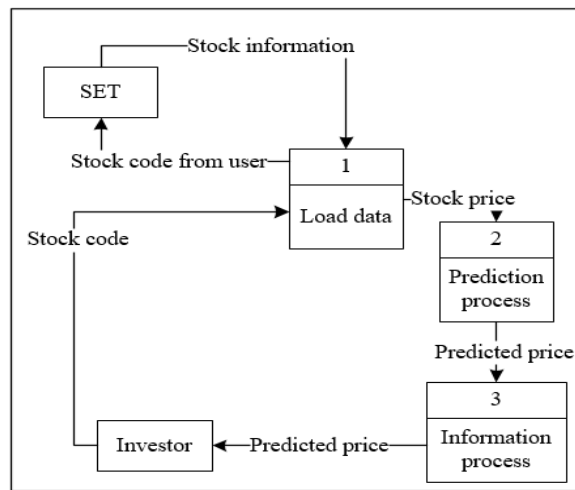 Stock information
SET
Stock code from user
1
Load data
Stock price
Stock code
2
Prediction
process
Predicted price
3
Information
process
Predicted price
Investor